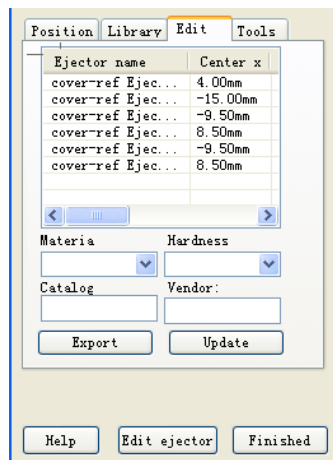 Position Library Edit Tools
Ejector name Center x
cover-ref Ejec... 4.00mm
cover-ref Ejec... -15.00mm
cover-ref Ejec... -9.50mm
cover-ref Ejec... 8.50mm
cover-ref Ejec... -9.50mm
cover-ref Ejec... 8.50mm
Materia Hardness
Catalog Vendor:
Export Update
Help Edit ejector Finished